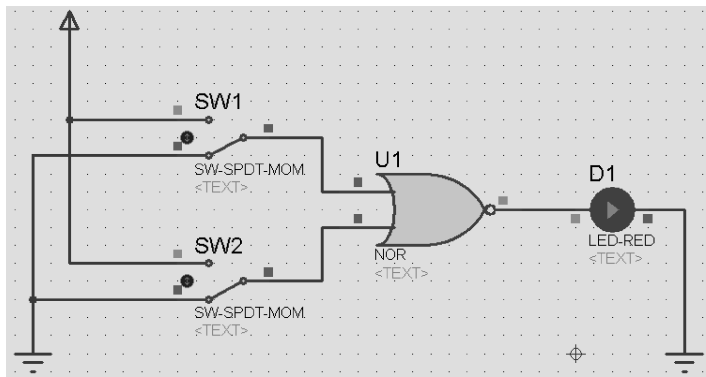 SW1
SW-SPDT-MOM
<TEXT>
U1
NOR
<TEXT>
D1
LED-RED
<TEXT>
SW2
SW-SPDT-MOM
<TEXT>